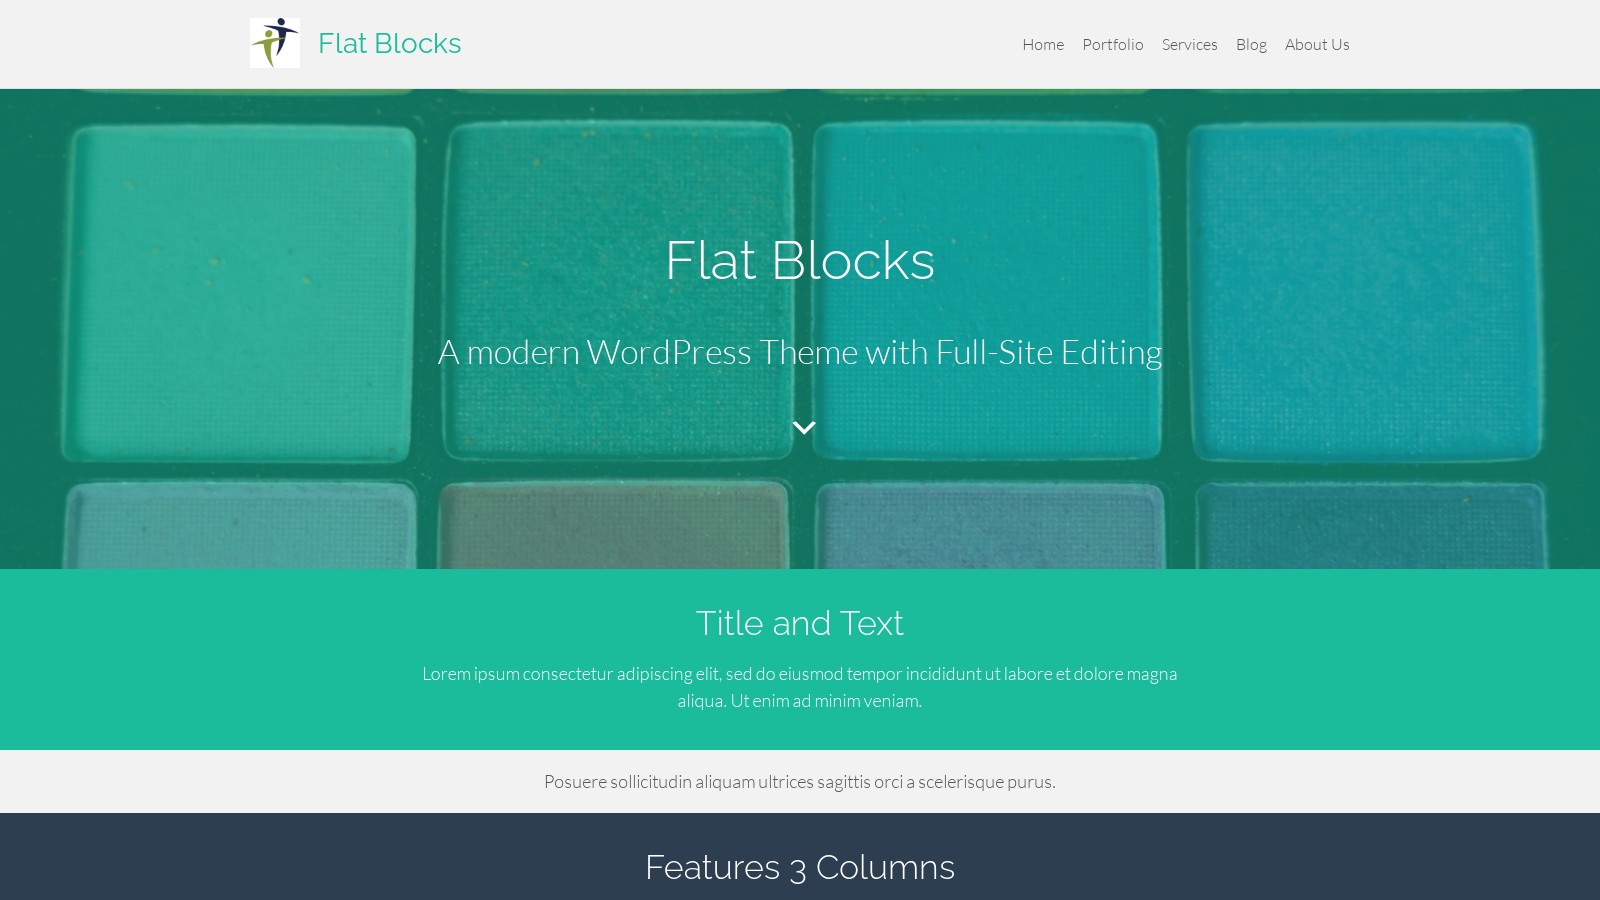 Flat Blocks
Home Portfolio Services Blog About Us
Flat Blocks
A modern WordPress Theme with Full-Site Editing
Title and Text
Lorem ipsum consectetur adipiscing elit, sed do eiusmod tempor incididunt ut labore et dolore magna
aliqua. Ut enim ad minim veniam.
Posuere sollicitudin aliquam ultrices sagittis orci a scelerisque purus.
Features 3 Columns